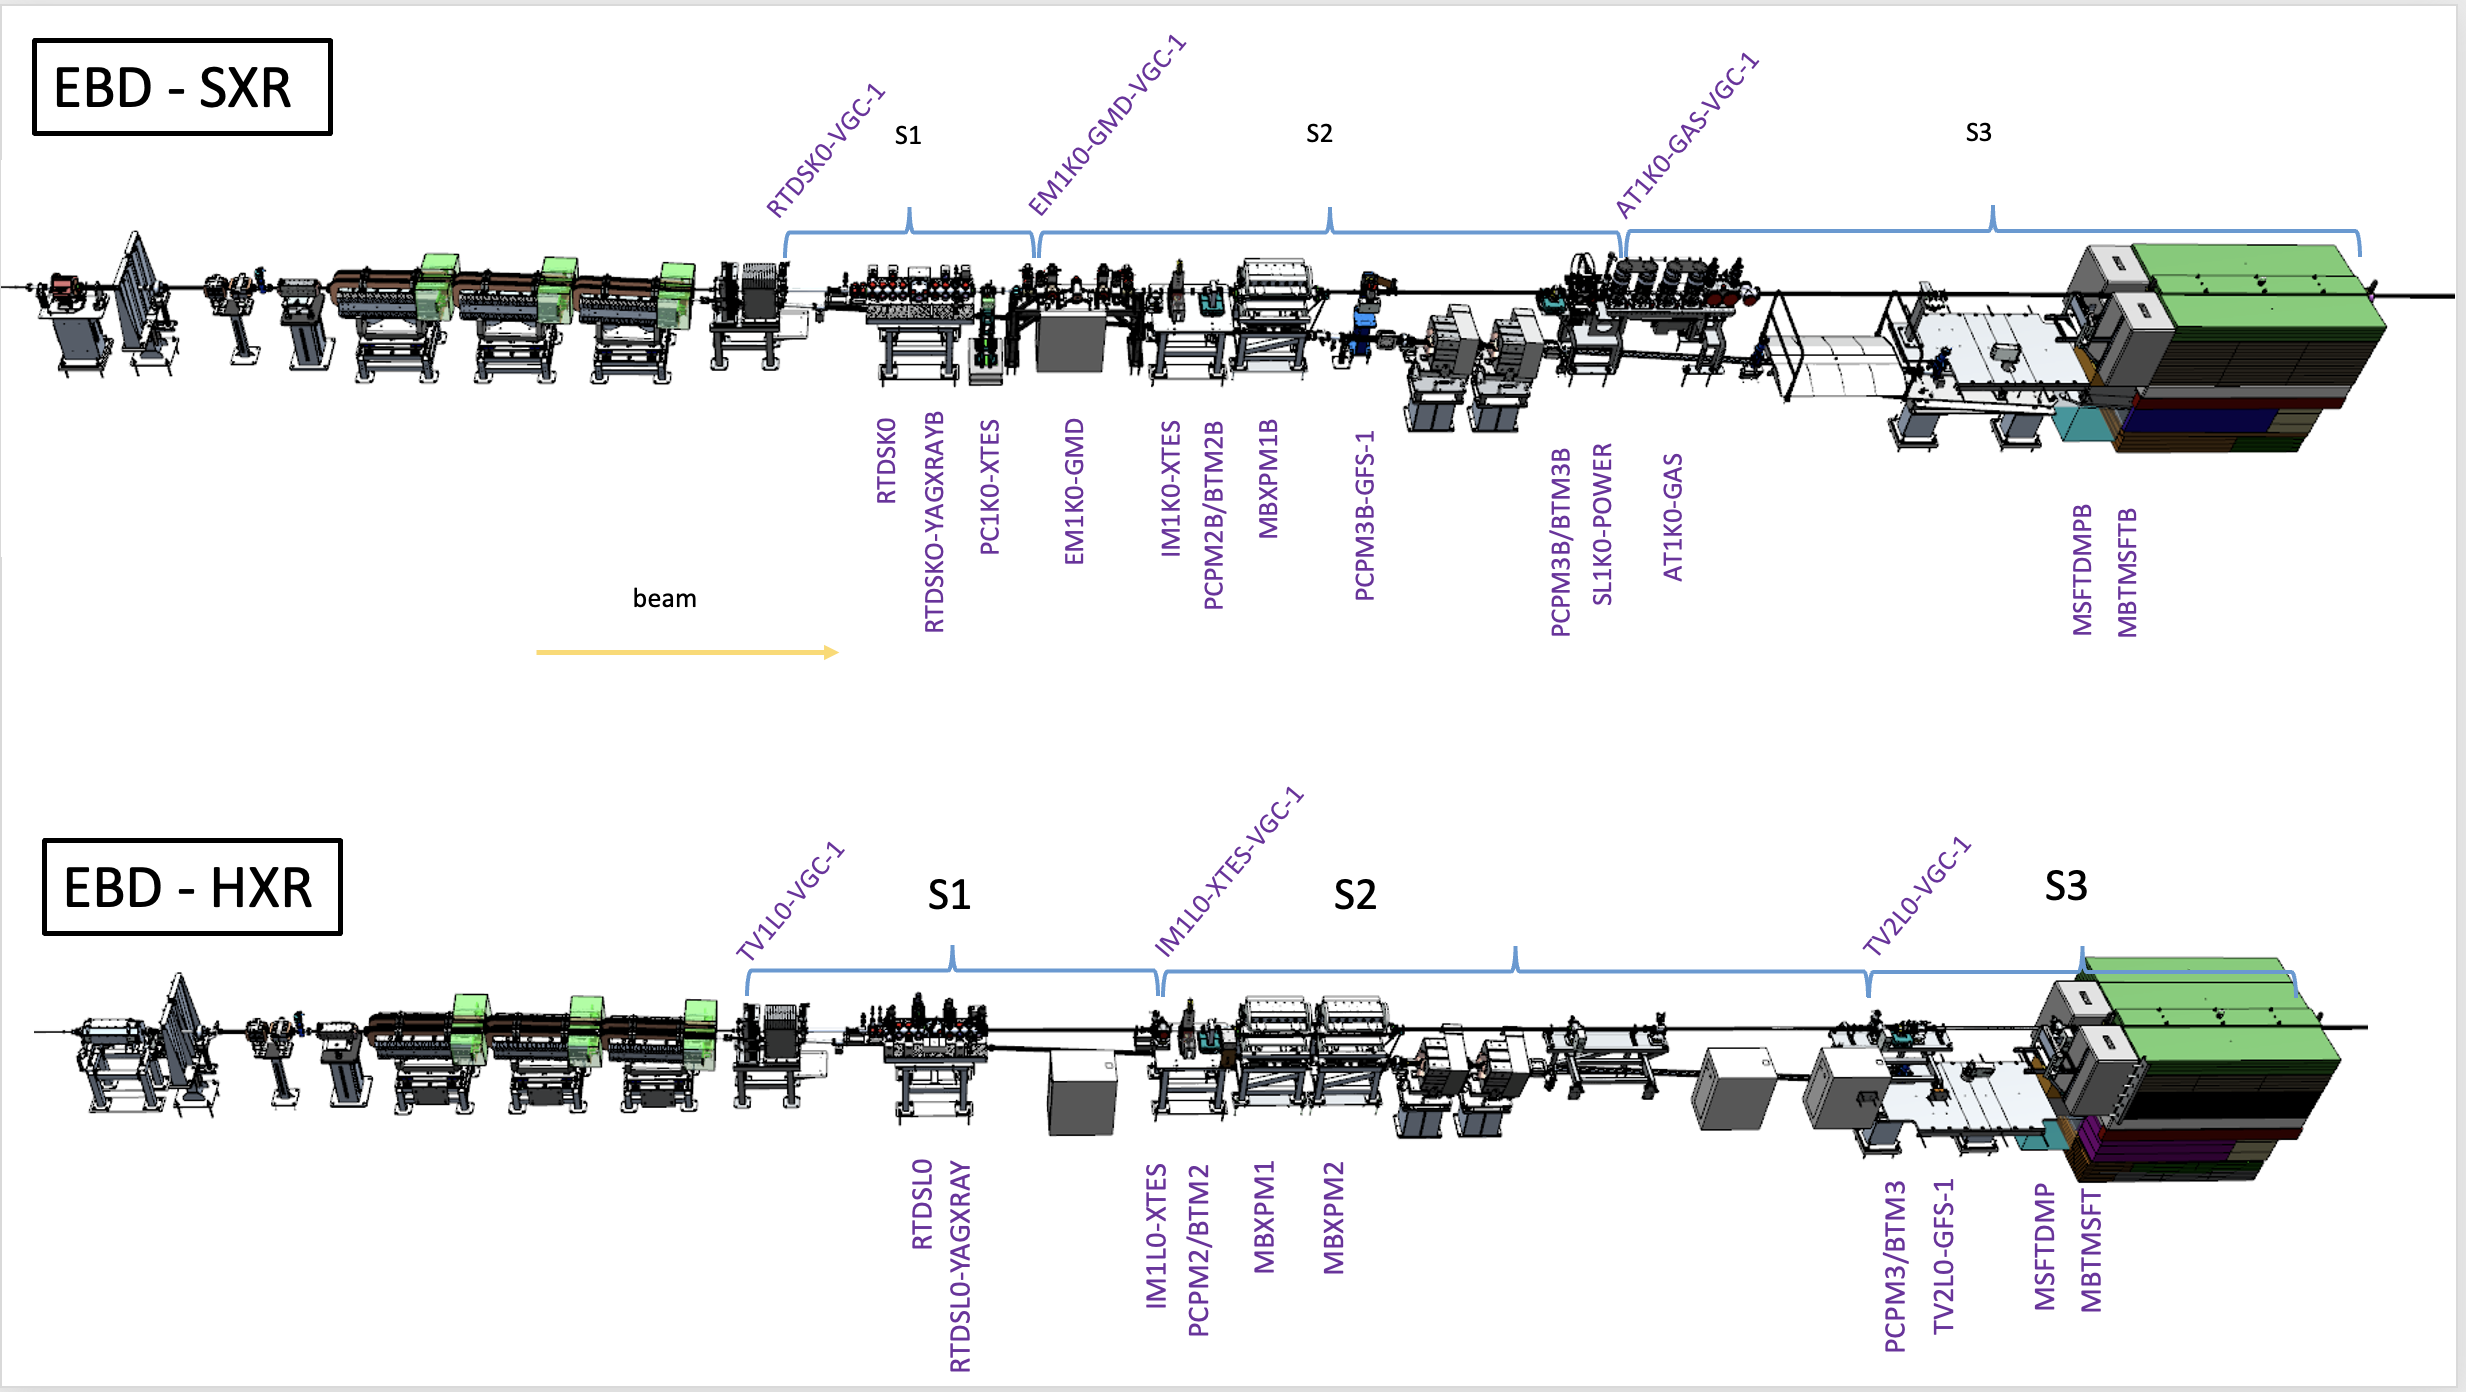 EBD - SXR
RTDSK0-VGC-1
S1
EM1K0-GMD-VGC-1
S2
AT1K0-GAS-VGC-1
S3
RTDSK0
RTDSKO-YAGXRAYB
PC1K0-XTES
EM1K0-GMD
IM1K0-XTES
PCPM2B/BTM2B
MBXPM1B
PCPM3B-GFS-1
PCPM3B/BTM3B
SL1K0-POWER
AT1K0-GAS
MSFTDMPB
MBTMSFTB
beam
EBD - HXR
TV1L0-VGC-1
S1
IM1L0-XTES-VGC-1
S2
TV2L0-VGC-1
S3
RTDSL0
RTDSL0-YAGXRAY
IM1L0-XTES
PCPM2/BTM2
MBXPM1
MBXPM2
PCPM3/BTM3
TV2L0-GFS-1
MSFTDMP
MBTMSFT